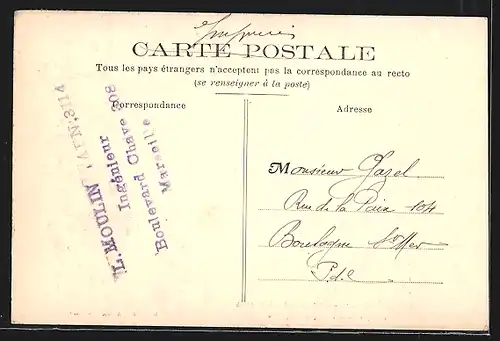 Imprimés
CARTE POSTALE
Tous les pays étrangers n'acceptent pas la correspondance au recto
(se renseigner à la poste)
Correspondance
Adresse
L. MOULIN
Ingénieur
Boulevard Chave 208
Marseille
Monsieur Gazel
Rue de la Paix 104
Boulogne s/Mer
P.d.C